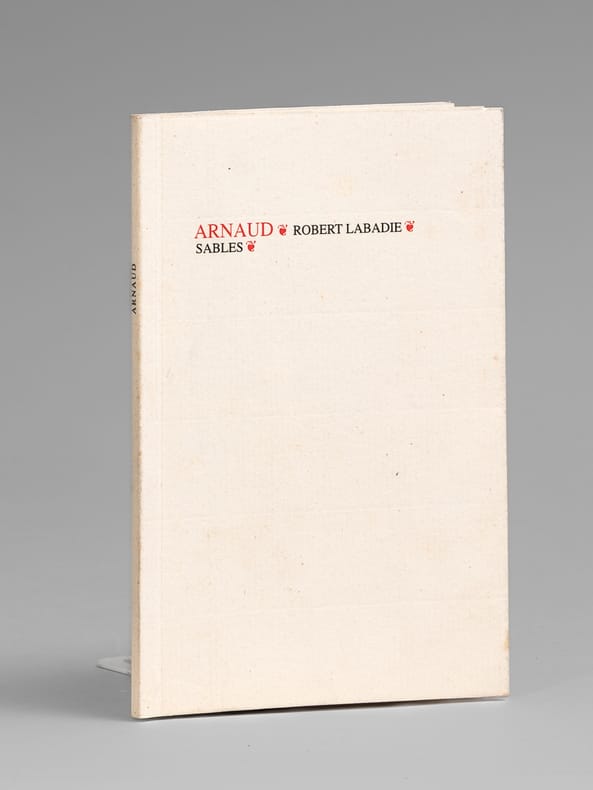 ARNAUD ❦ ROBERT LABADIE ❦
SABLES ❦
ARNAUD